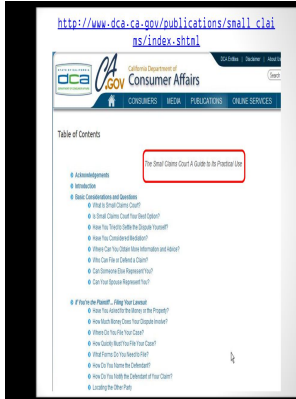 http://www.dca.ca.gov/publications/small_clai
ms/index.shtml
DCA Entities | Disclaimer | About Us
dca
CA
.GOV
California Department of
Consumer Affairs
Search
CONSUMERS MEDIA PUBLICATIONS ONLINE SERVICES
Table of Contents
The Small Claims Court A Guide to Its Practical Use
Acknowledgements
Introduction
Basic Considerations and Questions
What Is Small Claims Court?
Is Small Claims Court Your Best Option?
Have You Tried to Settle the Dispute Yourself?
Have You Considered Mediation?
Where Can You Obtain More Information and Advice?
Who Can File or Defend a Claim?
Can Someone Else Represent You?
Can Your Spouse Represent You?
If You're the Plaintiff... Filing Your Lawsuit
Have You Asked for the Money or the Property?
How Much Money Does Your Dispute Involve?
Where Do You File Your Case?
How Quickly Must You File Your Case?
What Forms Do You Need to File?
How Do You Name the Defendant?
How Do You Notify the Defendant of Your Claim?
Locating the Other Party